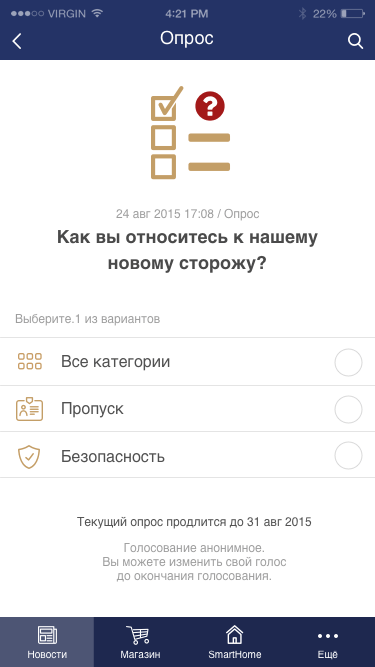 VIRGIN 4:21 PM 22%
Опрос
?
24 авг 2015 17:08 / Опрос
Как вы относитесь к нашему
новому сторожу?
Выберите.1 из вариантов
Все категории
Пропуск
Безопасность
Текущий опрос продлится до 31 авг 2015
Голосование анонимное.
Вы можете изменить свой голос
до окончания голосования.
Новости Магазин SmartHome Ещё